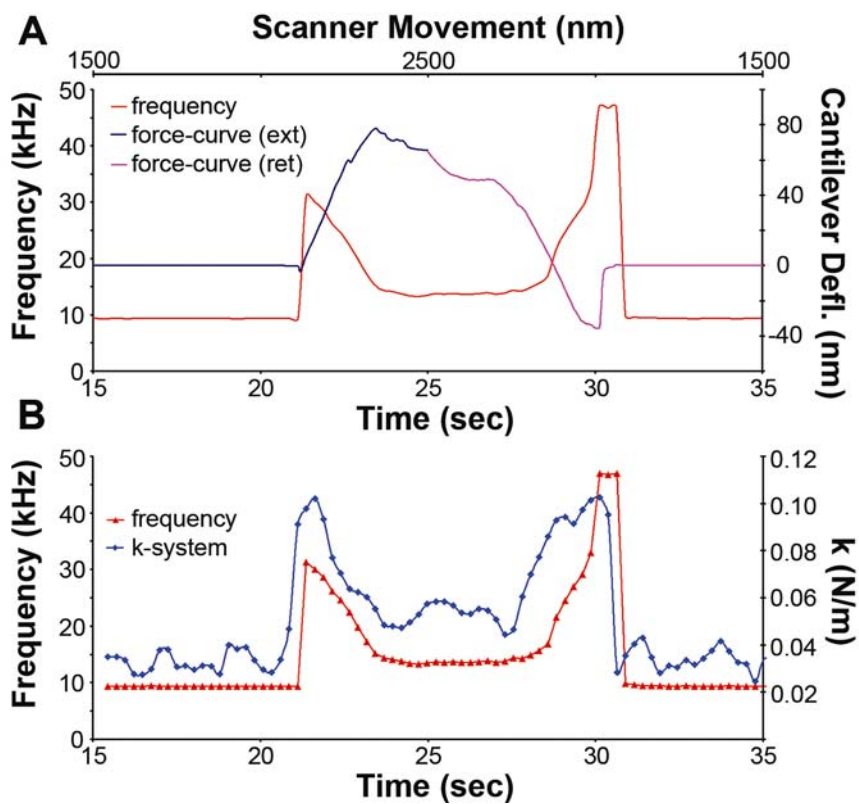 A
Scanner Movement (nm)
1500 2500 1500
Frequency (kHz)
50
40
30
20
10
0
frequency
force-curve (ext)
force-curve (ret)
80
40
0
-40
Cantilever Defl. (nm)
15 20 25 30 35
Time (sec)
B
Frequency (kHz)
50
40
30
20
10
0
frequency
k-system
0.12
0.10
0.08
0.06
0.04
0.02
k (N/m)
15 20 25 30 35
Time (sec)